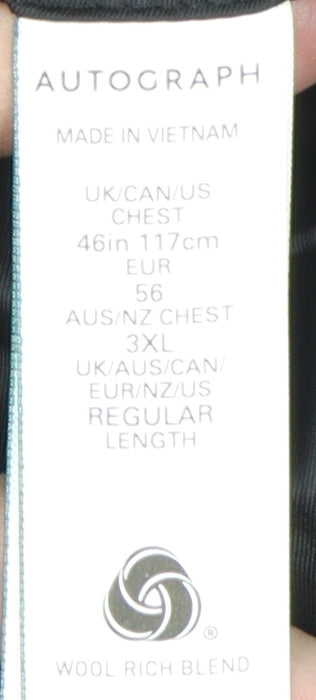 AUTOGRAPH
MADE IN VIETNAM
UK/CAN/US
CHEST
46in 117cm
EUR
56
AUS/NZ CHEST
3XL
UK/AUS/CAN/
EUR/NZ/US
REGULAR
LENGTH
®
WOOL RICH BLEND